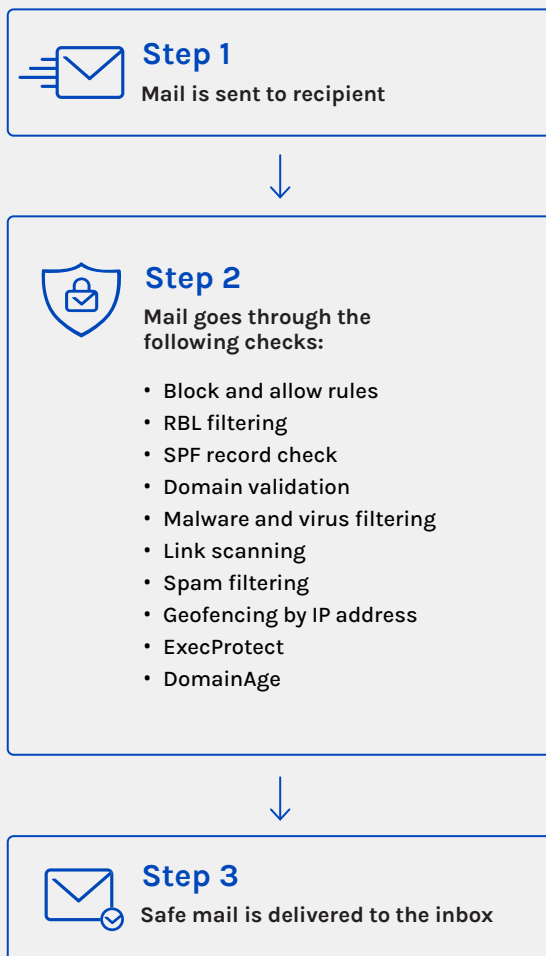 Step 1
Mail is sent to recipient
Step 2
Mail goes through the
following checks:
• Block and allow rules
• RBL filtering
• SPF record check
• Domain validation
• Malware and virus filtering
• Link scanning
• Spam filtering
• Geofencing by IP address
• ExecProtect
• DomainAge
Step 3
Safe mail is delivered to the inbox